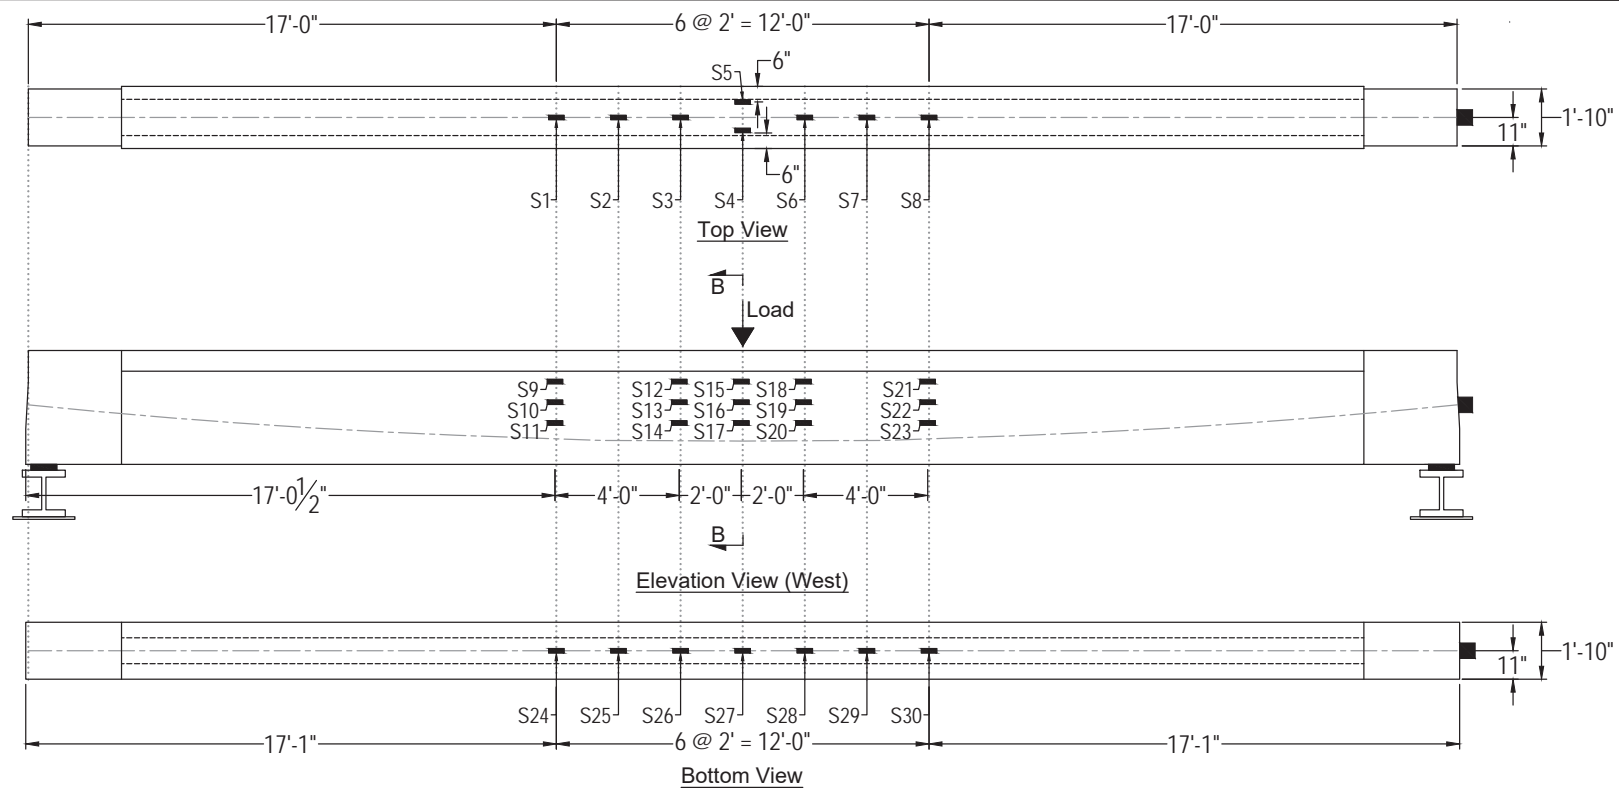 17'-0" 6 @ 2' = 12'-0" 17'-0"
S5 6"
11" 1'-10"
6"
S1 S2 S3 S4 S6 S7 S8
Top View
B
Load
S9 S12 S15 S18 S21
S10 S13 S16 S19 S22
S11 S14 S17 S20 S23
17'-0 1/2" 4'-0" 2'-0" 2'-0" 4'-0"
B
Elevation View (West)
11" 1'-10"
S24 S25 S26 S27 S28 S29 S30
17'-1" 6 @ 2' = 12'-0" 17'-1"
Bottom View